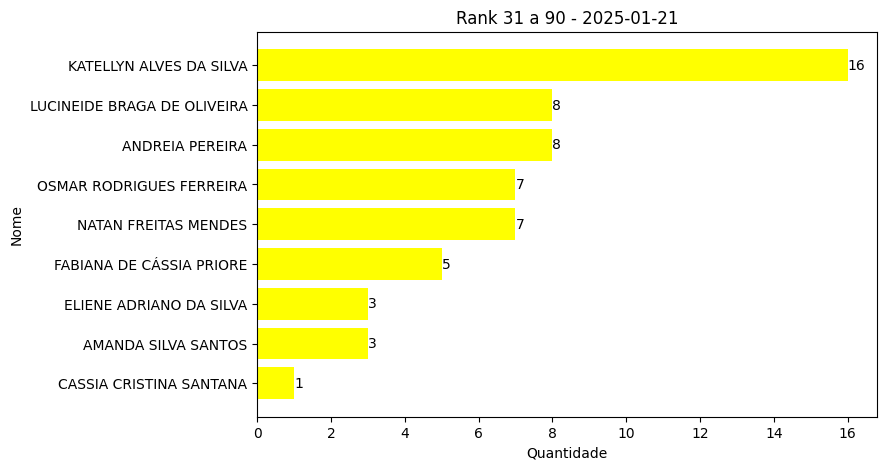 Rank 31 a 90 - 2025-01-21
Nome
KATELLYN ALVES DA SILVA 16
LUCINEIDE BRAGA DE OLIVEIRA 8
ANDREIA PEREIRA 8
OSMAR RODRIGUES FERREIRA 7
NATAN FREITAS MENDES 7
FABIANA DE CÁSSIA PRIORE 5
ELIENE ADRIANO DA SILVA 3
AMANDA SILVA SANTOS 3
CASSIA CRISTINA SANTANA 1
0 2 4 6 8 10 12 14 16
Quantidade